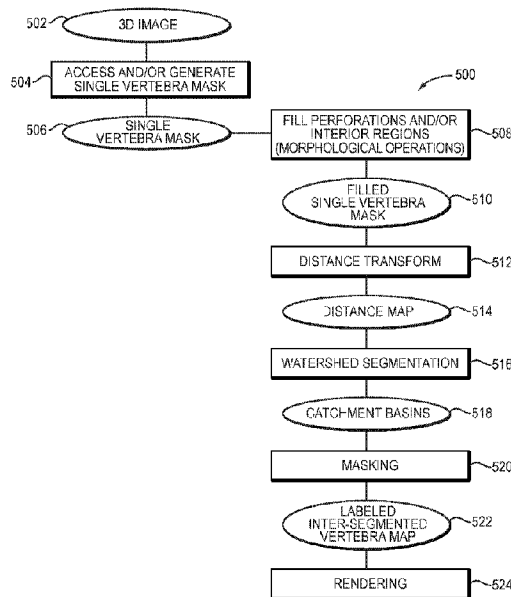 502
3D IMAGE
504
ACCESS AND/OR GENERATE
SINGLE VERTEBRA MASK
500
506
SINGLE
VERTEBRA MASK
FILL PERFORATIONS AND/OR
INTERIOR REGIONS
(MORPHOLOGICAL OPERATIONS)
508
FILLED
SINGLE VERTEBRA
MASK
510
DISTANCE TRANSFORM
512
DISTANCE MAP
514
WATERSHED SEGMENTATION
516
CATCHMENT BASINS
518
MASKING
520
LABELED
INTER-SEGMENTED
VERTEBRA MAP
522
RENDERING
524